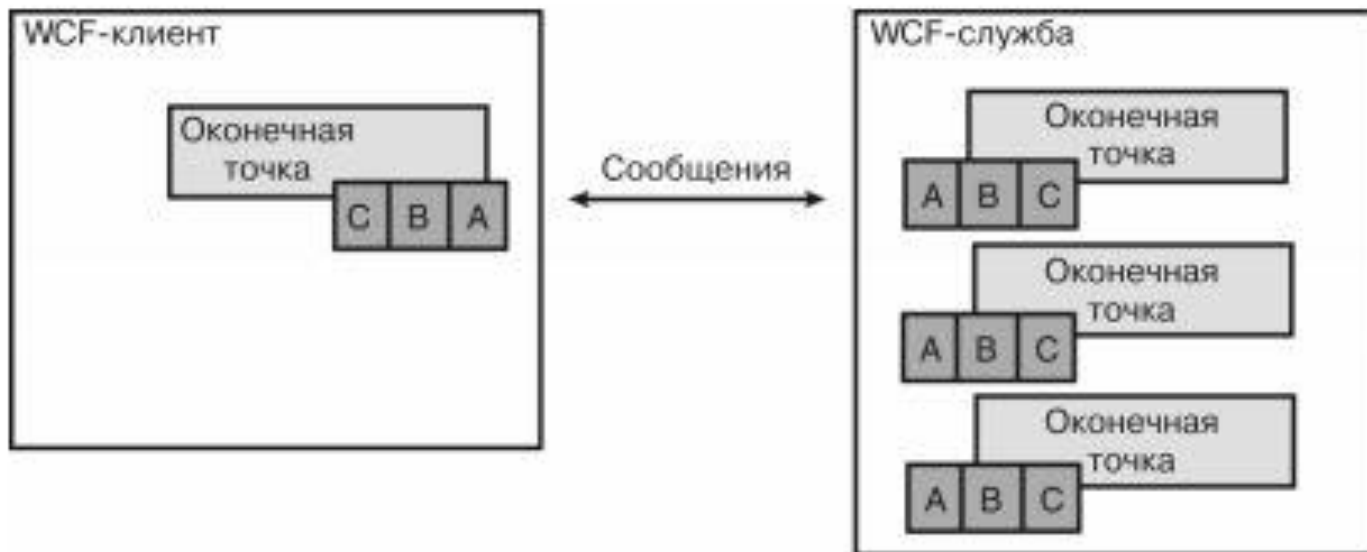 WCF-клиент
Оконечная
точка
C B A
Сообщения
WCF-служба
Оконечная
точка
A B C
Оконечная
точка
A B C
Оконечная
точка
A B C